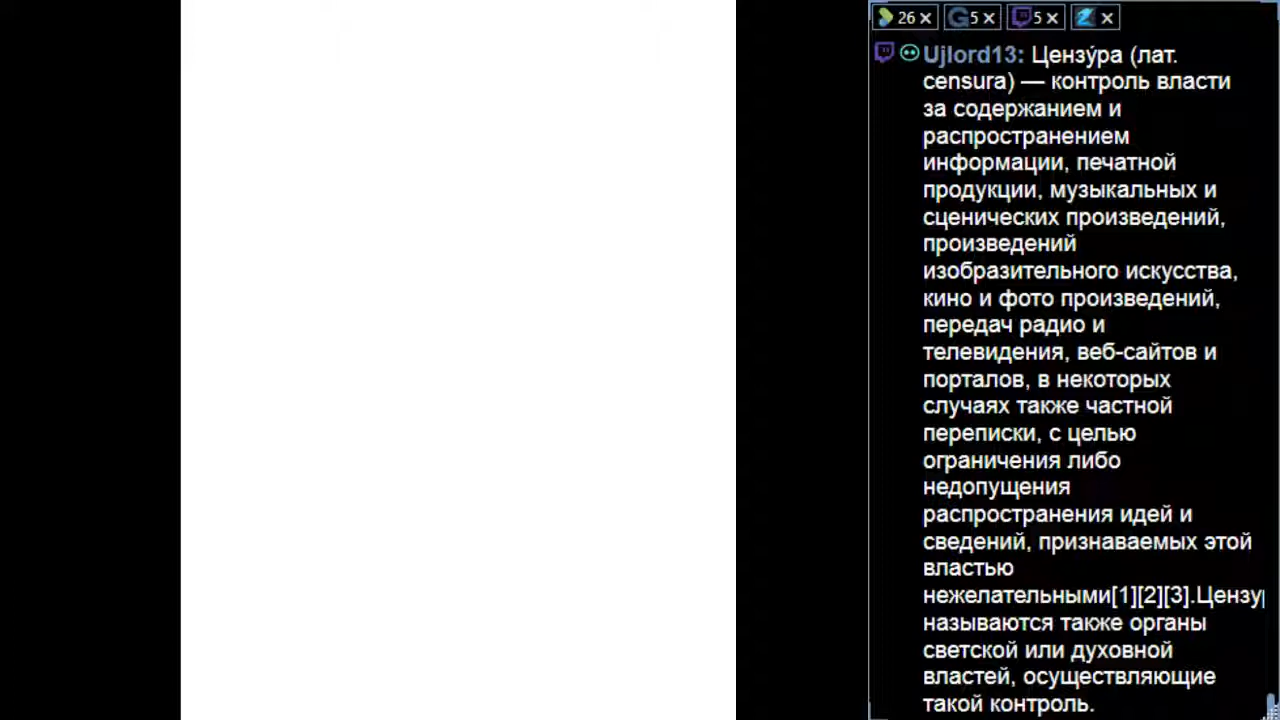 26 × 5 × 5 × ×
Ujlord13: Цензу́ра (лат.
censura) — контроль власти
за содержанием и
распространением
информации, печатной
продукции, музыкальных и
сценических произведений,
произведений
изобразительного искусства,
кино и фото произведений,
передач радио и
телевидения, веб-сайтов и
порталов, в некоторых
случаях также частной
переписки, с целью
ограничения либо
недопущения
распространения идей и
сведений, признаваемых этой
властью
нежелательными[1][2][3].Цензу
называются также органы
светской или духовной
властей, осуществляющие
такой контроль.